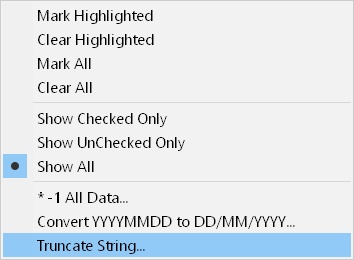 Mark Highlighted
Clear Highlighted
Mark All
Clear All
Show Checked Only
Show UnChecked Only
Show All
* -1 All Data...
Convert YYYYMMDD to DD/MM/YYYY...
Truncate String...